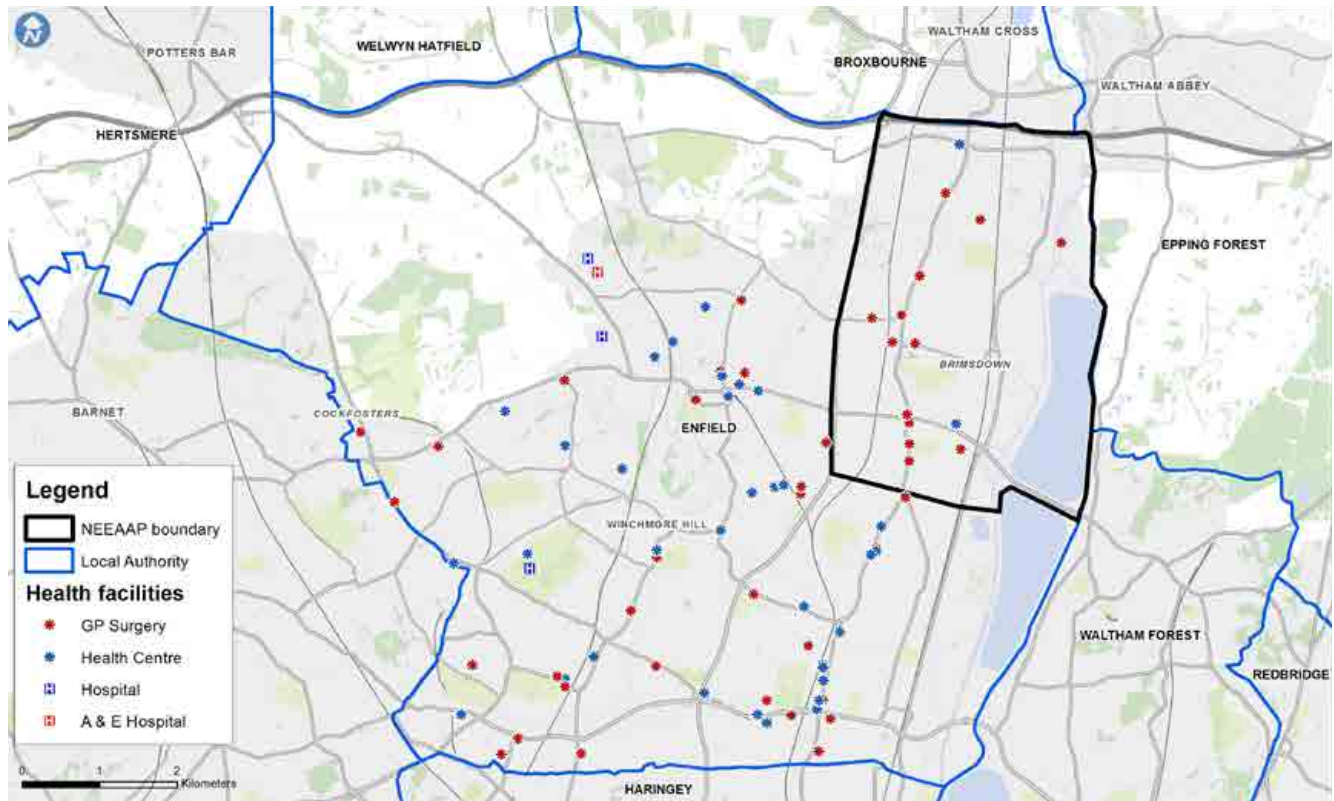 N
POTTERS BAR
WELWYN HATFIELD
WALTHAM CROSS
BROXBOURNE
WALTHAM ABBEY
HERTSMERE
EPPING FOREST
H
H
H
BRIMSDOWN
BARNET
COCKFOSTERS
ENFIELD
WINCHMORE HILL
H
WALTHAM FOREST
REDBRIDGE
HARINGEY
Legend
NEEAAP boundary
Local Authority
Health facilities
GP Surgery
Health Centre
H Hospital
H A & E Hospital
0 1 2
Kilometers